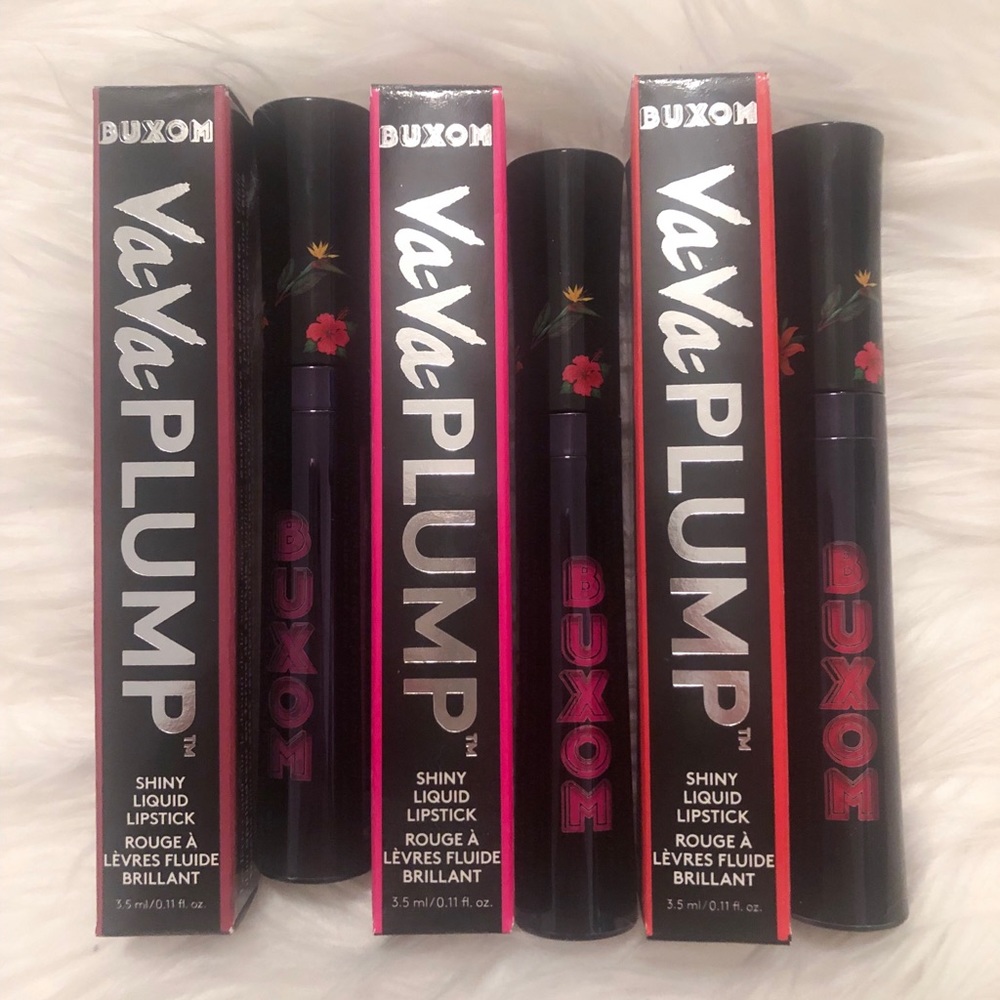 BUXOM
Va-Va-PLUMP™
SHINY
LIQUID
LIPSTICK
ROUGE À
LÈVRES FLUIDE
BRILLANT
3.5 ml/0.11 fl. oz.
BUXOM
BUXOM
Va-Va-PLUMP™
SHINY
LIQUID
LIPSTICK
ROUGE À
LÈVRES FLUIDE
BRILLANT
3.5 ml/0.11 fl. oz.
BUXOM
BUXOM
Va-Va-PLUMP™
SHINY
LIQUID
LIPSTICK
ROUGE À
LÈVRES FLUIDE
BRILLANT
3.5 ml/0.11 fl. oz.
BUXOM